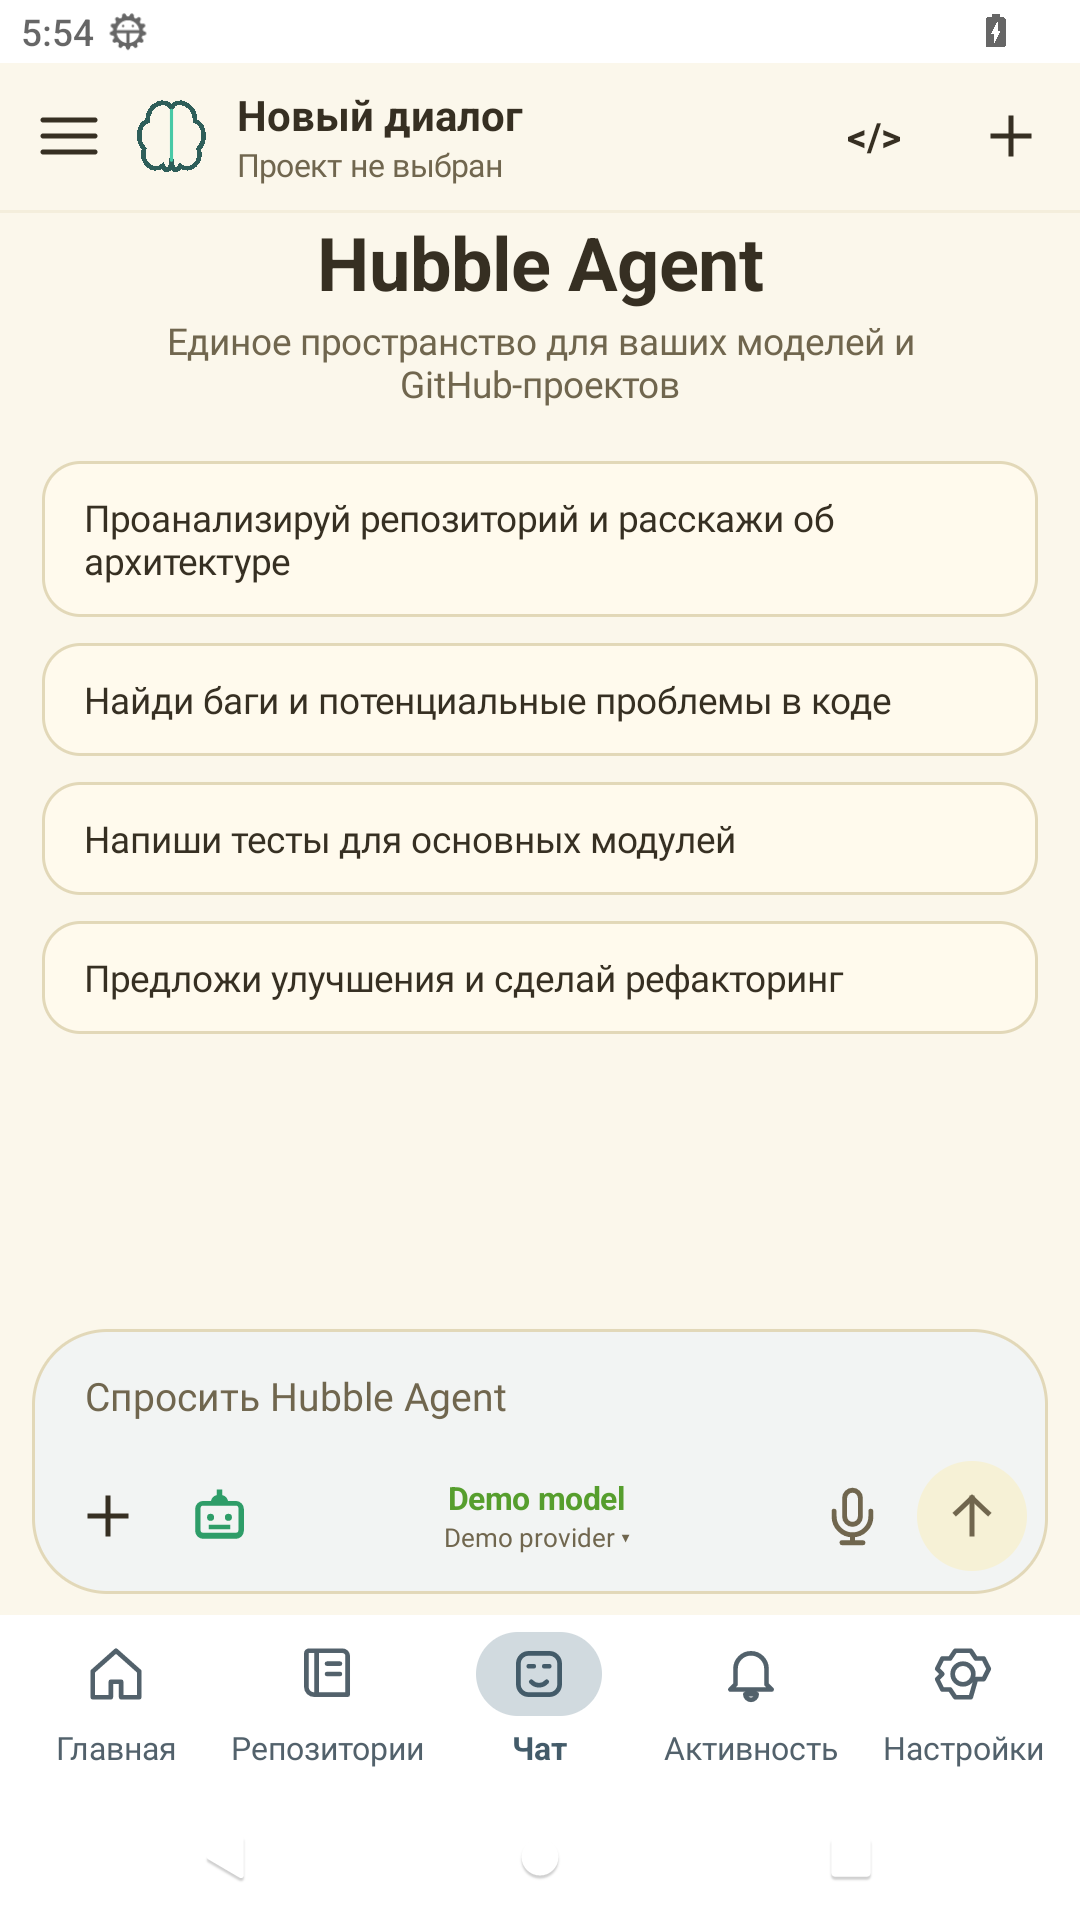 5:54
Новый диалог
Проект не выбран
</>
Hubble Agent
Единое пространство для ваших моделей и
GitHub-проектов
Проанализируй репозиторий и расскажи об
архитектуре
Найди баги и потенциальные проблемы в коде
Напиши тесты для основных модулей
Предложи улучшения и сделай рефакторинг
Спросить Hubble Agent
Demo model
Demo provider ▾
Главная
Репозитории
Чат
Активность
Настройки